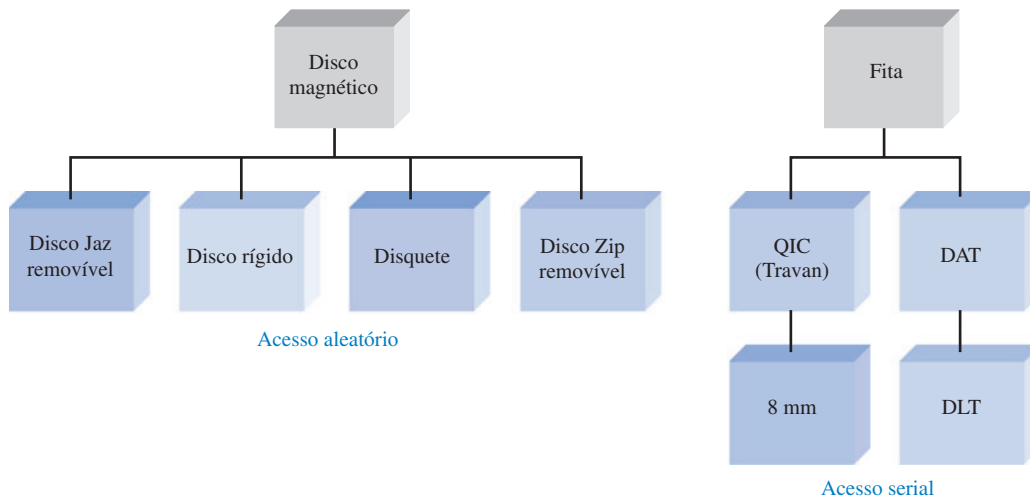 Disco
magnético
Fita
Disco Jaz
removível
Disco rígido
Disquete
Disco Zip
removível
QIC
(Travan)
DAT
Acesso aleatório
8 mm
DLT
Acesso serial